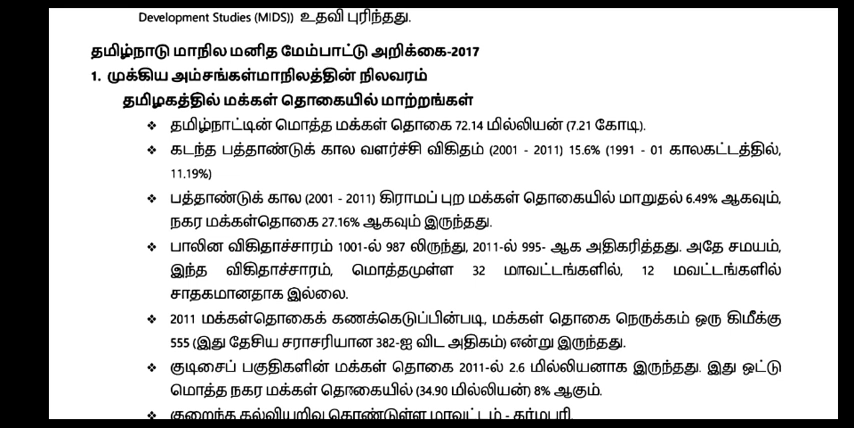 Development Studies (MIDS)) உதவி புரிந்தது.
தமிழ்நாடு மாநில மனித மேம்பாட்டு அறிக்கை-2017
1. முக்கிய அம்சங்கள்மாநிலத்தின் நிலவரம்
தமிழகத்தில் மக்கள் தொகையில் மாற்றங்கள்
❖ தமிழ்நாட்டின் மொத்த மக்கள் தொகை 72.14 மில்லியன் (7.21 கோடி).
❖ கடந்த பத்தாண்டுக் கால வளர்ச்சி விகிதம் (2001 - 2011) 15.6% (1991 - 01 காலகட்டத்தில்,
11.19%)
❖ பத்தாண்டுக் கால (2001 - 2011) கிராமப் புற மக்கள் தொகையில் மாறுதல் 6.49% ஆகவும்,
நகர மக்கள்தொகை 27.16% ஆகவும் இருந்தது.
❖ பாலின விகிதாச்சாரம் 1001-ல் 987 லிருந்து, 2011-ல் 995- ஆக அதிகரித்தது. அதே சமயம்,
இந்த விகிதாச்சாரம், மொத்தமுள்ள 32 மாவட்டங்களில், 12 மவட்டங்களில்
சாதகமானதாக இல்லை.
❖ 2011 மக்கள்தொகைக் கணக்கெடுப்பின்படி, மக்கள் தொகை நெருக்கம் ஒரு கிமீக்கு
555 (இது தேசிய சராசரியான 382-ஐ விட அதிகம்) என்று இருந்தது.
❖ குடிசைப் பகுதிகளின் மக்கள் தொகை 2011-ல் 2.6 மில்லியனாக இருந்தது. இது ஒட்டு
மொத்த நகர மக்கள் தொகையில் (34.90 மில்லியன்) 8% ஆகும்.
❖ குறைந்த கல்வியறிவு கொண்டுள்ள மாவட்டம் - தர்மபுரி